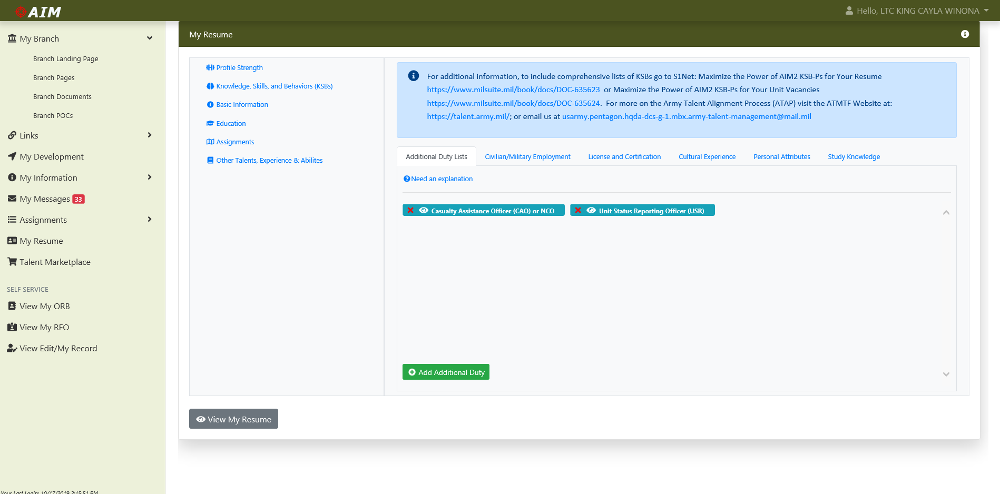 AIM
Hello, LTC KING CAYLA WINONA
My Branch
Branch Landing Page
Branch Pages
Branch Documents
Branch POCs
Links
My Development
My Information
My Messages 33
Assignments
My Resume
Talent Marketplace
SELF SERVICE
View My ORB
View My RFO
View Edit/My Record
Your Last Login: 10/17/2019 3:15:51 PM
My Resume
Profile Strength
Knowledge, Skills, and Behaviors (KSBs)
Basic Information
Education
Assignments
Other Talents, Experience & Abilites
For additional information, to include comprehensive lists of KSBs go to S1Net: Maximize the Power of AIM2 KSB-Ps for Your Resume
https://www.milsuite.mil/book/docs/DOC-635623 or Maximize the Power of AIM2 KSB-Ps for Your Unit Vacancies
https://www.milsuite.mil/book/docs/DOC-635624. For more on the Army Talent Alignment Process (ATAP) visit the ATMTF Website at:
https://talent.army.mil/; or email us at usarmy.pentagon.hqda-dcs-g-1.mbx.army-talent-management@mail.mil
Additional Duty Lists Civilian/Military Employment License and Certification Cultural Experience Personal Attributes Study Knowledge
Need an explanation
Casualty Assistance Officer (CAO) or NCO Unit Status Reporting Officer (USR)
Add Additional Duty
View My Resume